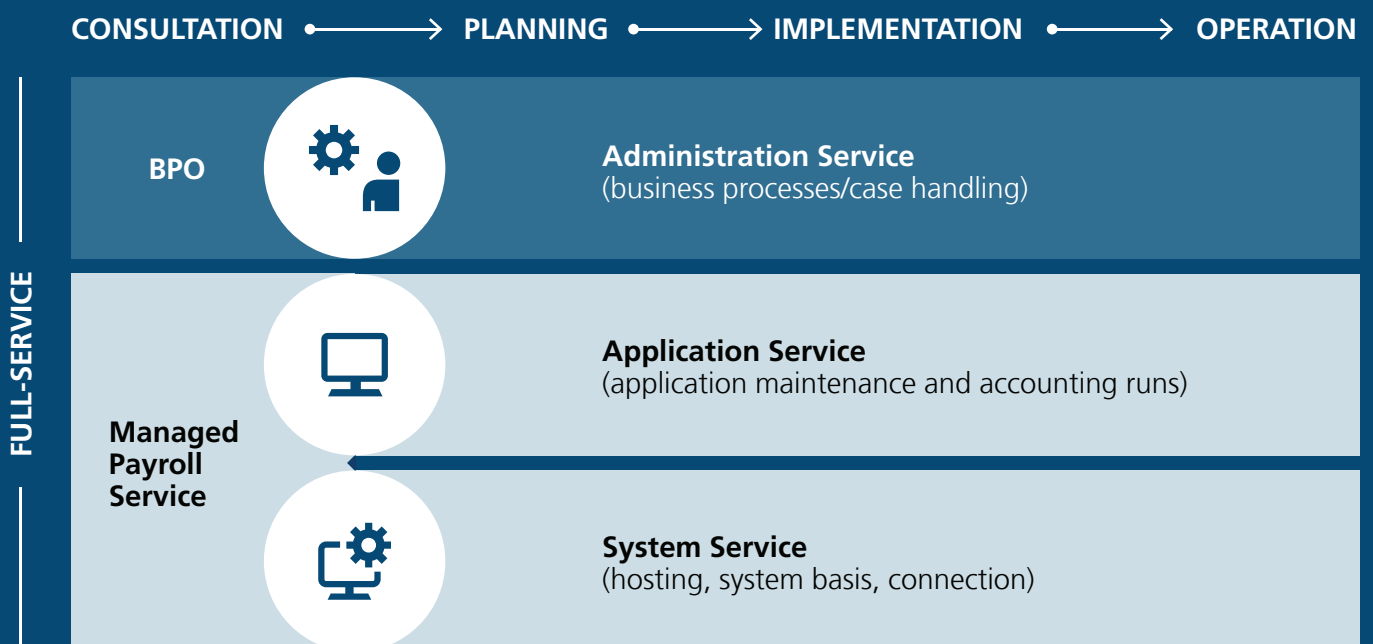 CONSULTATION PLANNING IMPLEMENTATION OPERATION
FULL-SERVICE
BPO
Administration Service
(business processes/case handling)
Managed
Payroll
Service
Application Service
(application maintenance and accounting runs)
System Service
(hosting, system basis, connection)